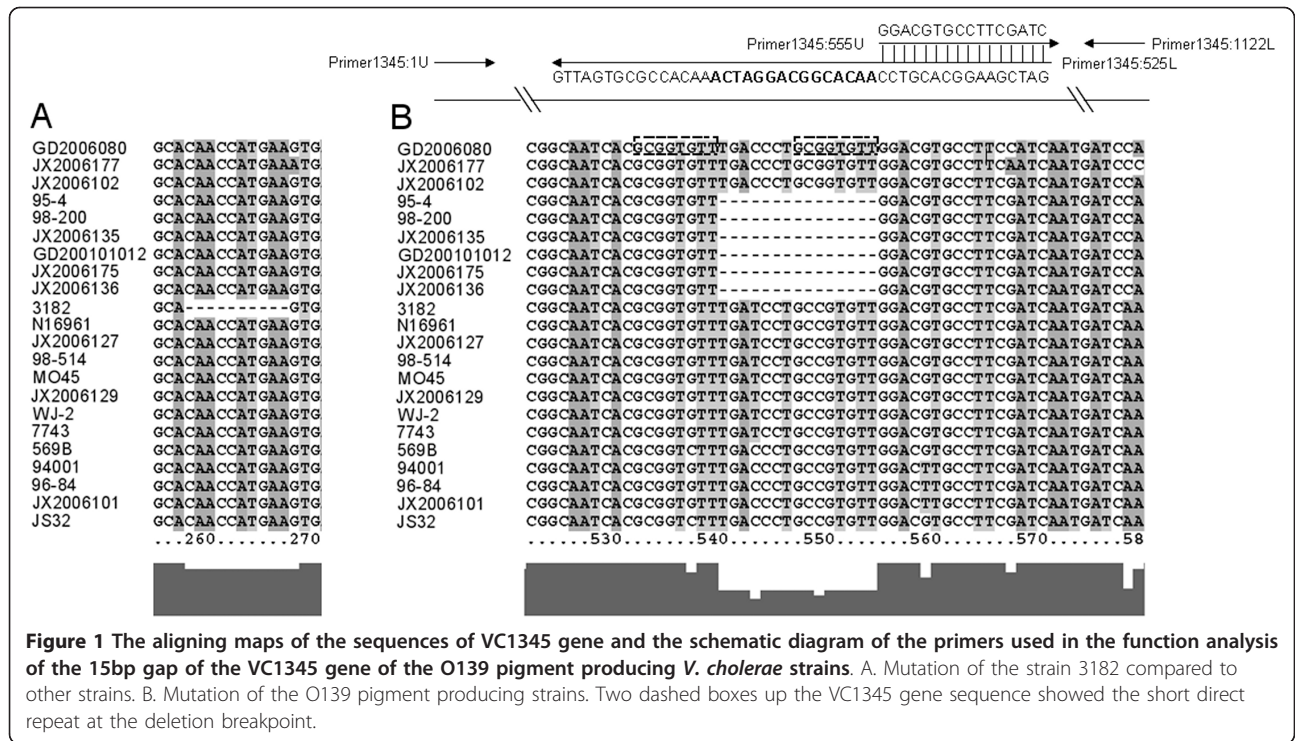 GGACGTGCCTTCGATC
Primer1345:555U
Primer1345:1122L
Primer1345:1U
Primer1345:525L
GTTAGTGCGCCACAAACTAGGACGGCACAACCTGCACGGAAGCTAG
A
GD2006080 GCACAACCATGAAGTG
JX2006177 GCACAACCATGAAATG
JX2006102 GCACAACCATGAAGTG
95-4 GCACAACCATGAAGTG
98-200 GCACAACCATGAAGTG
JX2006135 GCACAACCATGAAGTG
GD200101012 GCACAACCATGAAGTG
JX2006175 GCACAACCATGAAGTG
JX2006136 GCACAACCATGAAGTG
3182 GCA----------GTG
N16961 GCACAACCATGAAGTG
JX2006127 GCACAACCATGAAGTG
98-514 GCACAACCATGAAGTG
MO45 GCACAACCATGAAGTG
JX2006129 GCACAACCATGAAGTG
WJ-2 GCACAACCATGAAGTG
7743 GCACAACCATGAAGTG
569B GCACAACCATGAAGTG
94001 GCACAACCATGAAGTG
96-84 GCACAACCATGAAGTG
JX2006101 GCACAACCATGAAGTG
JS32 GCACAACCATGAAGTG
...260.......270
B
GD2006080 CGGCAATCACGCGGTGTTTGACCCTGCGGTGTTGGACGTGCCTTCCATCAATGATCCA
JX2006177 CGGCAATCACGCGGTGTTTGACCCTGCGGTGTTGGACGTGCCTTCAATCAATGATCCC
JX2006102 CGGCAATCACGCGGTGTTTGACCCTGCGGTGTTGGACGTGCCTTCGATCAATGATCCA
95-4 CGGCAATCACGCGGTGTT---------------GGACGTGCCTTCGATCAATGATCCA
98-200 CGGCAATCACGCGGTGTT---------------GGACGTGCCTTCGATCAATGATCCA
JX2006135 CGGCAATCACGCGGTGTT---------------GGACGTGCCTTCGATCAATGATCCA
GD200101012 CGGCAATCACGCGGTGTT---------------GGACGTGCCTTCGATCAATGATCCA
JX2006175 CGGCAATCACGCGGTGTT---------------GGACGTGCCTTCGATCAATGATCCA
JX2006136 CGGCAATCACGCGGTGTT---------------GGACGTGCCTTCGATCAATGATCCA
3182 CGGCAATCACGCGGTGTTTGATCCTGCCGTGTTGGACGTGCCTTCGATCAATGATCAA
N16961 CGGCAATCACGCGGTGTTTGATCCTGCCGTGTTGGACGTGCCTTCGATCAATGATCAA
JX2006127 CGGCAATCACGCGGTGTTTGATCCTGCCGTGTTGGACGTGCCTTCGATCAATGATCAA
98-514 CGGCAATCACGCGGTGTTTGATCCTGCCGTGTTGGACGTGCCTTCGATCAATGATCAA
MO45 CGGCAATCACGCGGTGTTTGATCCTGCCGTGTTGGACGTGCCTTCGATCAATGATCAA
JX2006129 CGGCAATCACGCGGTGTTTGATCCTGCCGTGTTGGACGTGCCTTCGATCAATGATCAA
WJ-2 CGGCAATCACGCGGTGTTTGATCCTGCCGTGTTGGACGTGCCTTCGATCAATGATCAA
7743 CGGCAATCACGCGGTGTTTGATCCTGCCGTGTTGGACGTGCCTTCGATCAATGATCAA
569B CGGCAATCACGCGGTCTTTGACCCTGCCGTGTTGGACGTGCCTTCGATCAATGATCAA
94001 CGGCAATCACGCGGTGTTTGACCCTGCCGTGTTGGACTTGCCTTCGATCAATGATCAA
96-84 CGGCAATCACGCGGTGTTTGACCCTGCCGTGTTGGACTTGCCTTCGATCAATGATCAA
JX2006101 CGGCAATCACGCGGTCTTTGACCCTGCCGTGTTGGACTTGCCTTCGATCAATGATCAA
JS32 CGGCAATCACGCGGTCTTTGACCCTGCCGTGTTGGACGTGCCTTCGATCAATGATCAA
......530.......540.......550.......560.......570.......58
Figure 1 The aligning maps of the sequences of VC1345 gene and the schematic diagram of the primers used in the function analysis
of the 15bp gap of the VC1345 gene of the O139 pigment producing V. cholerae strains. A. Mutation of the strain 3182 compared to
other strains. B. Mutation of the O139 pigment producing strains. Two dashed boxes up the VC1345 gene sequence showed the short direct
repeat at the deletion breakpoint.